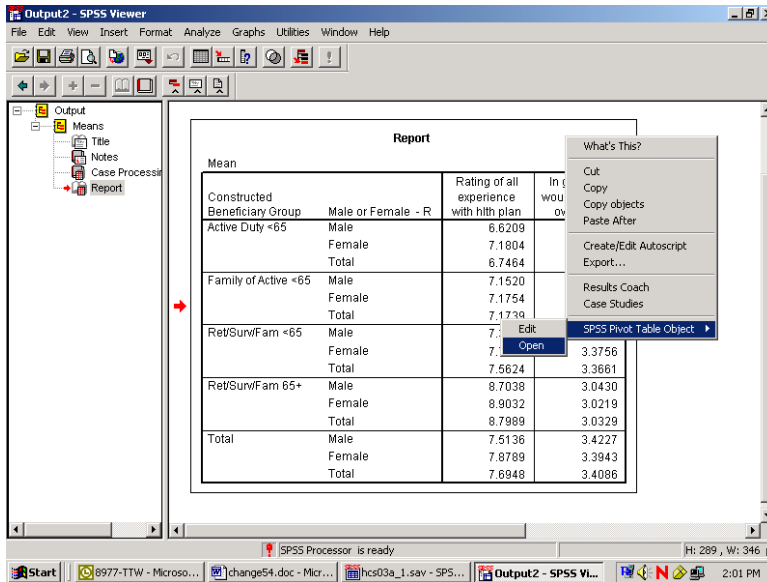 Output2 - SPSS Viewer
File Edit View Insert Format Analyze Graphs Utilities Window Help
Output
Means
Title
Notes
Case Processin
Report
Report
Mean
Constructed Beneficiary Group Male or Female - R Rating of all experience with hlth plan
Active Duty <65 Male 6.6209
Female 7.1804
Total 6.7464
Family of Active <65 Male 7.1520
Female 7.1754
Total 7.1739
Ret/Surv/Fam <65 Male
Female 3.3756
Total 7.5624 3.3661
Ret/Surv/Fam 65+ Male 8.7038 3.0430
Female 8.9032 3.0219
Total 8.7989 3.0329
Total Male 7.5136 3.4227
Female 7.8789 3.3943
Total 7.6948 3.4086
What's This?
Cut
Copy
Copy objects
Paste After
Create/Edit Autoscript
Export...
Results Coach
Case Studies
SPSS Pivot Table Object
Edit
Open
SPSS Processor is ready
H: 289 , W: 346
Start 8977-TTW - Microso... change54.doc - Micr... hcs03a_1.sav - SPS... Output2 - SPSS Vi... 2:01 PM